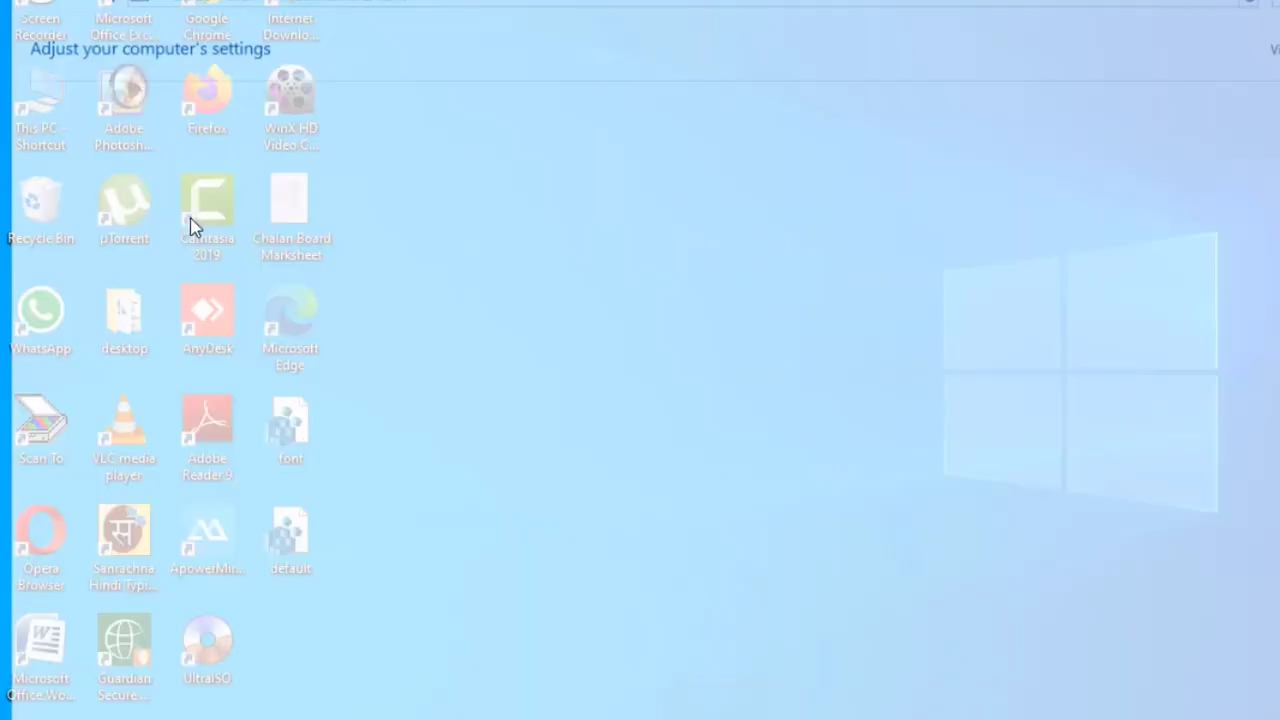 Screen
Recorder
Microsoft
Office Exc...
Google
Chrome
Internet
Downlo...
Adjust your computer's settings
This PC -
Shortcut
Adobe
Photosh...
Firefox
WinX HD
Video C...
Recycle Bin
µTorrent
Camtasia
2019
Chalan Board
Marksheet
WhatsApp
desktop
AnyDesk
Microsoft
Edge
Scan To
VLC media
player
Adobe
Reader 9
font
Opera
Browser
स
Sanrachna
Hindi Typi...
ApowerMir...
default
Microsoft
Office Wo...
Guardian
Secure ...
UltraISO